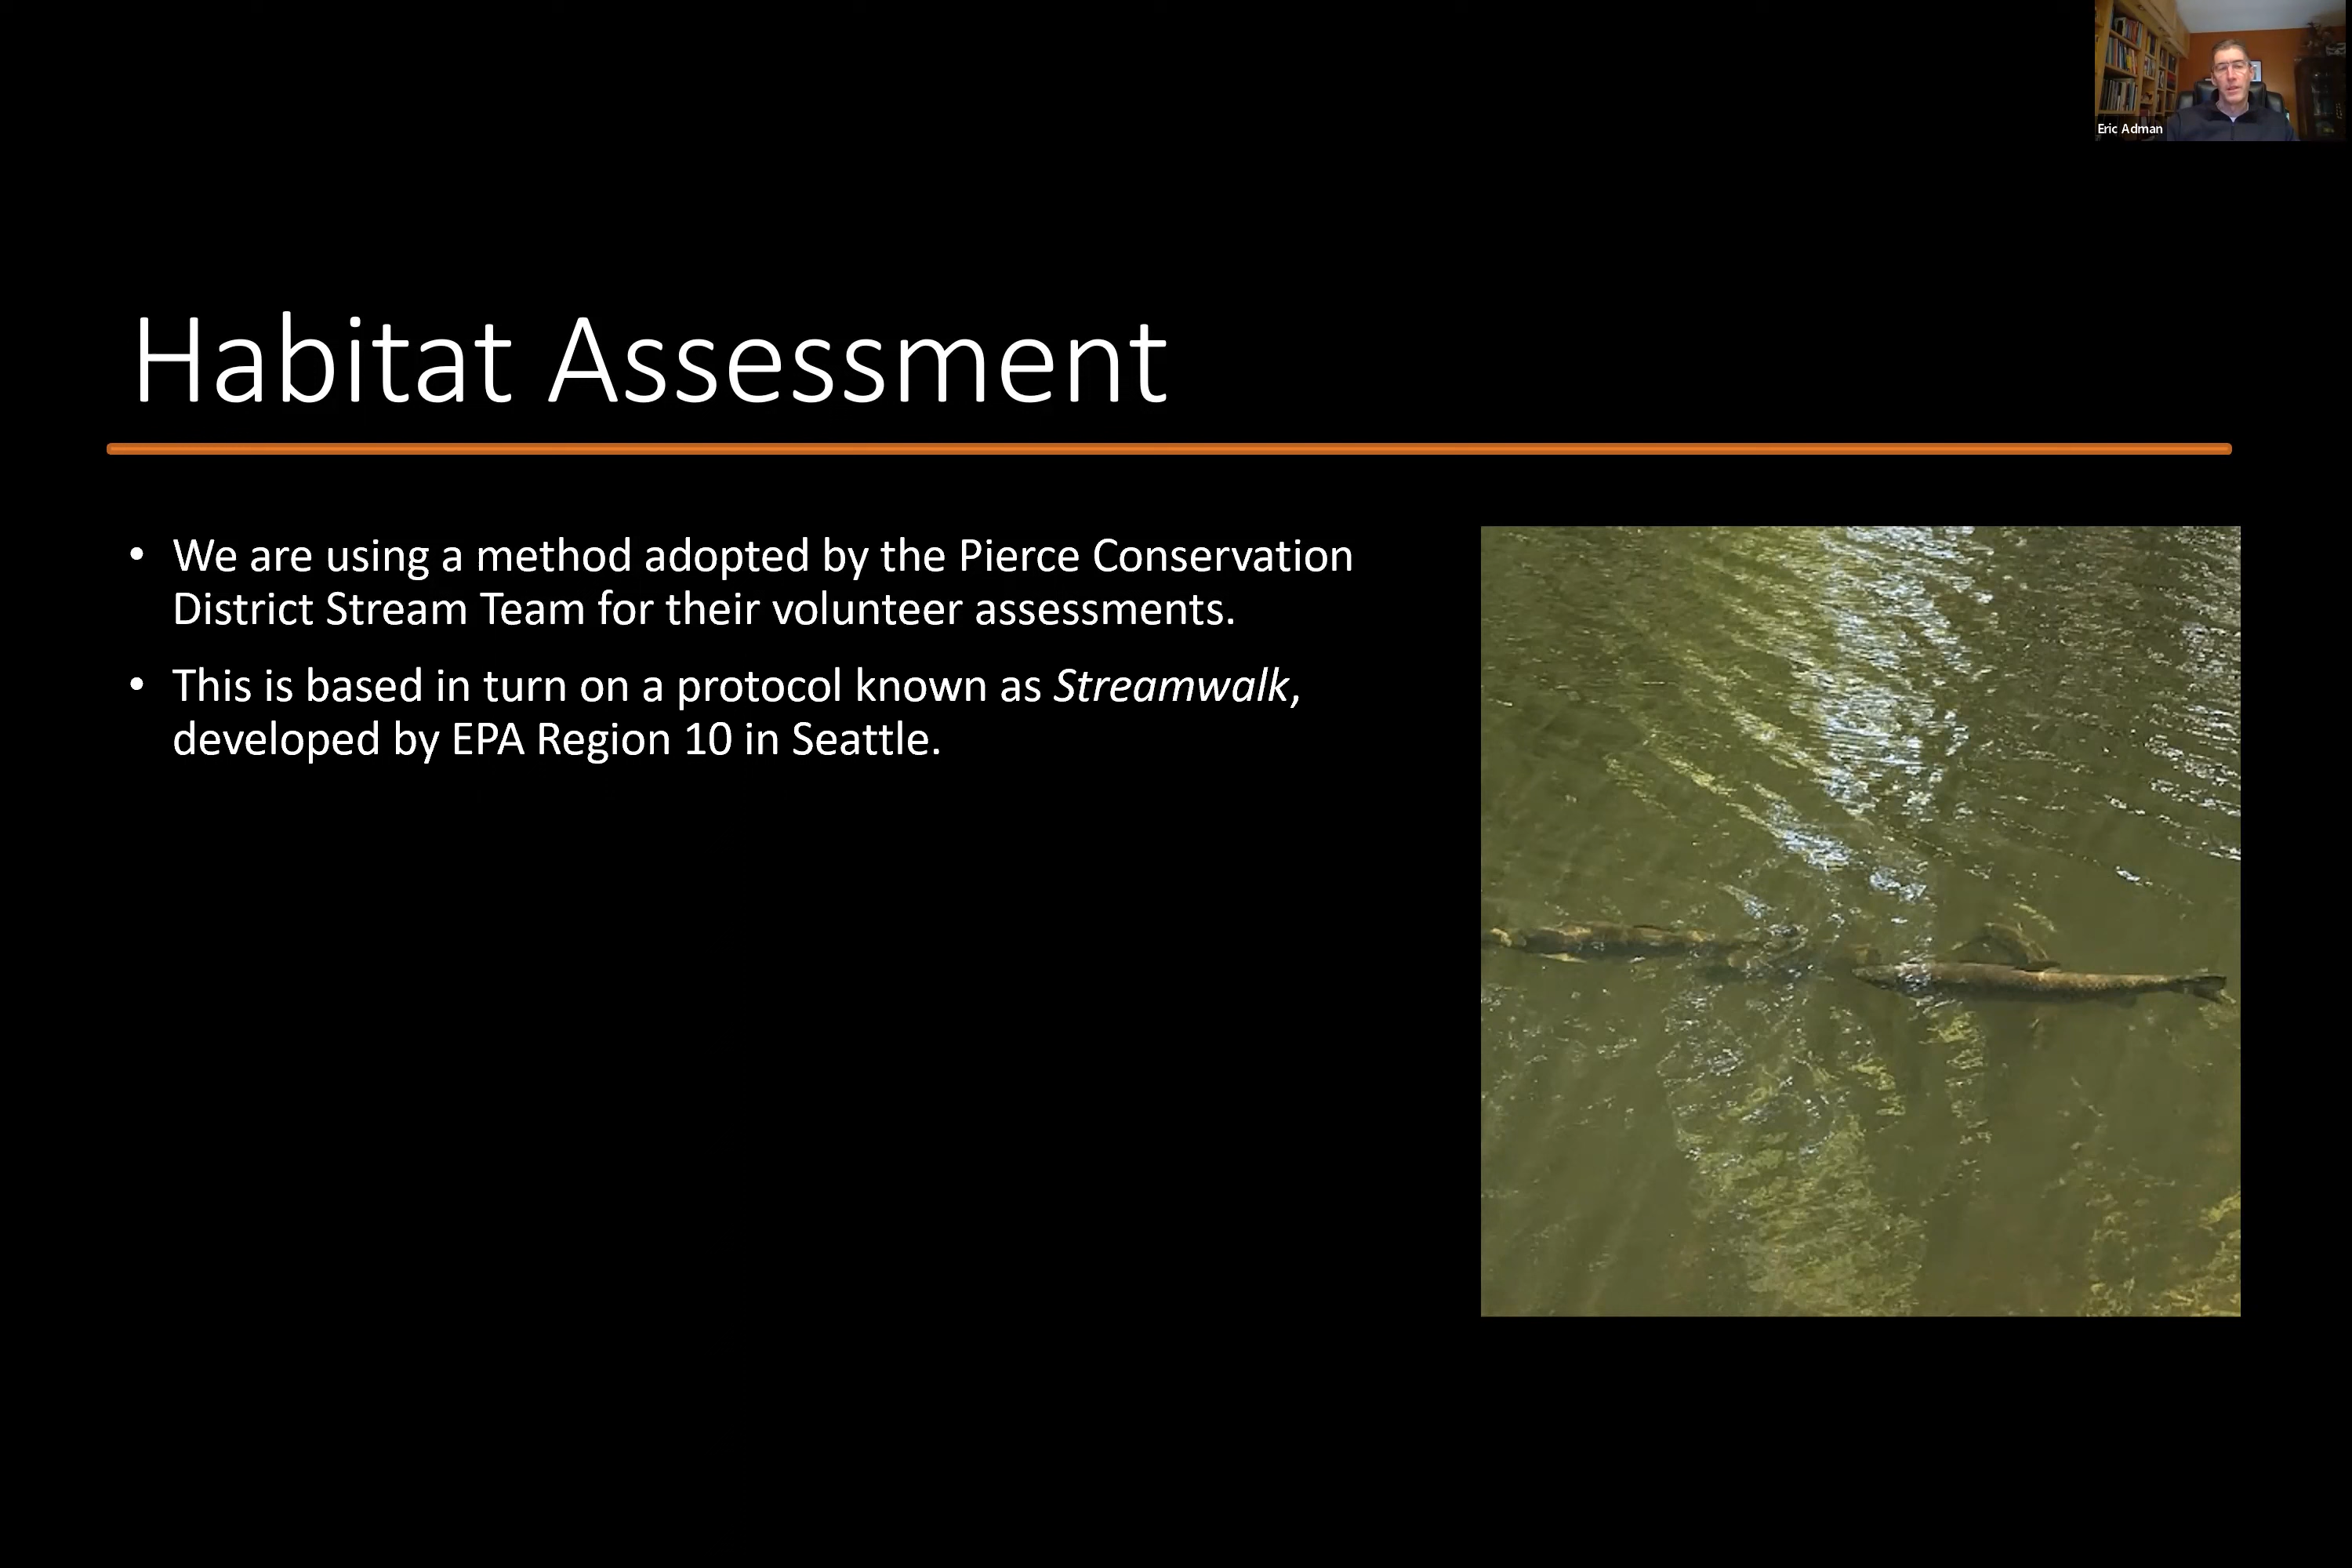 Eric Adman
Habitat Assessment
• We are using a method adopted by the Pierce Conservation
District Stream Team for their volunteer assessments.
• This is based in turn on a protocol known as Streamwalk,
developed by EPA Region 10 in Seattle.